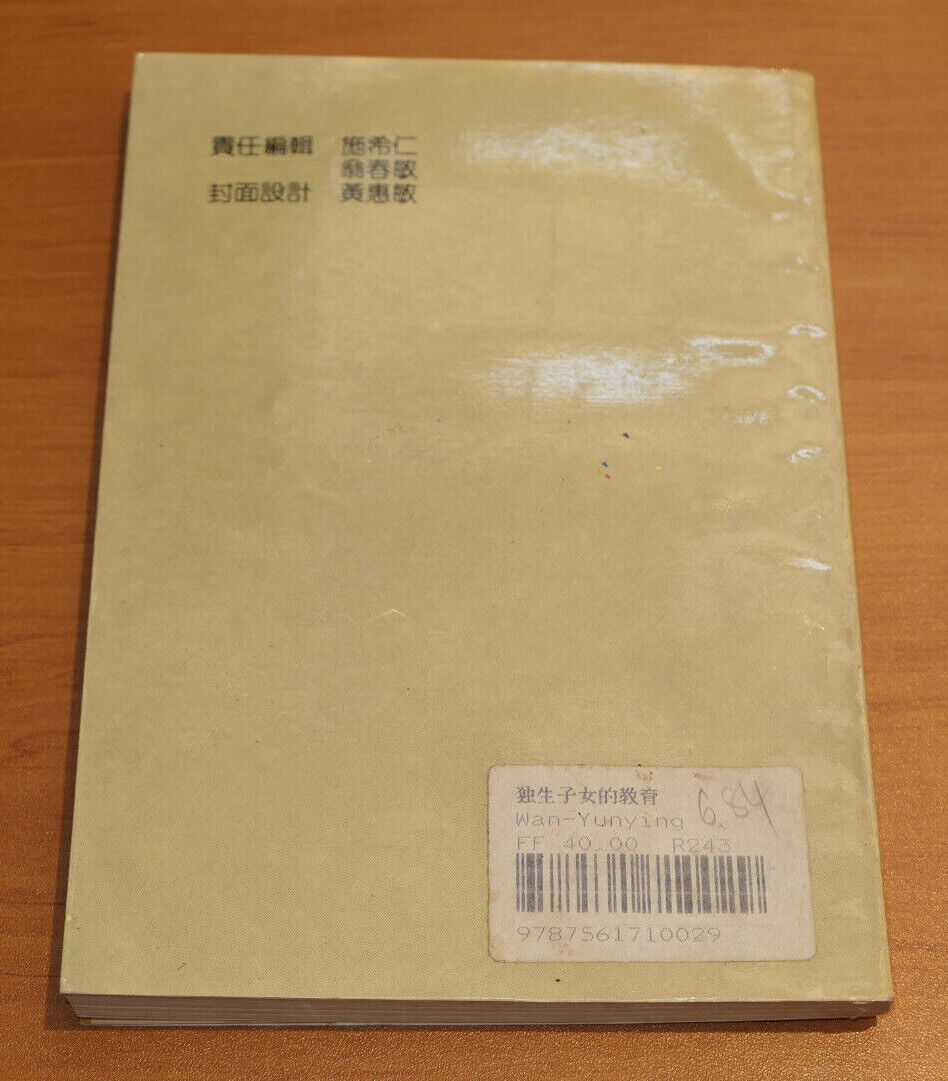 責任編輯 施希仁
翁春敏
封面設計 黃惠敏
独生子女的教育
Wan-Yunying 6.84
FF 40.00 R243
9787561710029